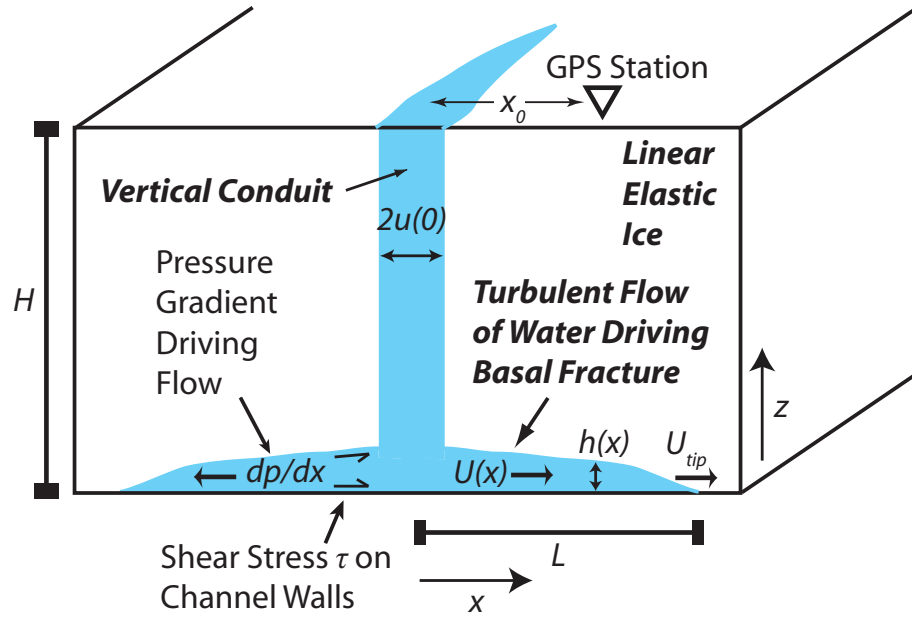 GPS Station
x₀
Linear
Elastic
Ice
Vertical Conduit
2u(0)
H
Pressure
Gradient
Driving
Flow
Turbulent Flow
of Water Driving
Basal Fracture
z
h(x)
U_tip
dp/dx
U(x)
Shear Stress τ on
Channel Walls
L
x